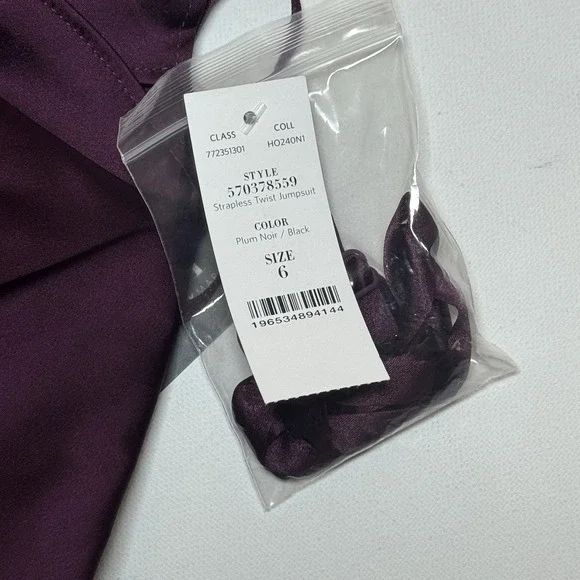 CLASS COLL
772351301 HO240N1
STYLE
570378559
Strapless Twist Jumpsuit
COLOR
Plum Noir / Black
SIZE
6
196534894144